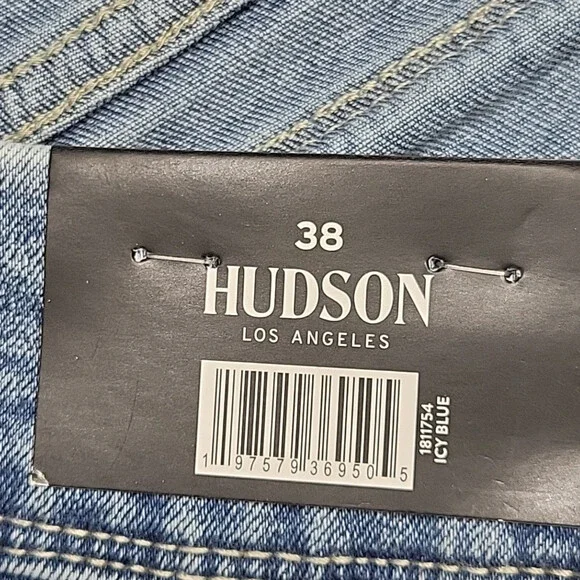 38
HUDSON
LOS ANGELES
1 97579 36950 5
1811754
ICY BLUE